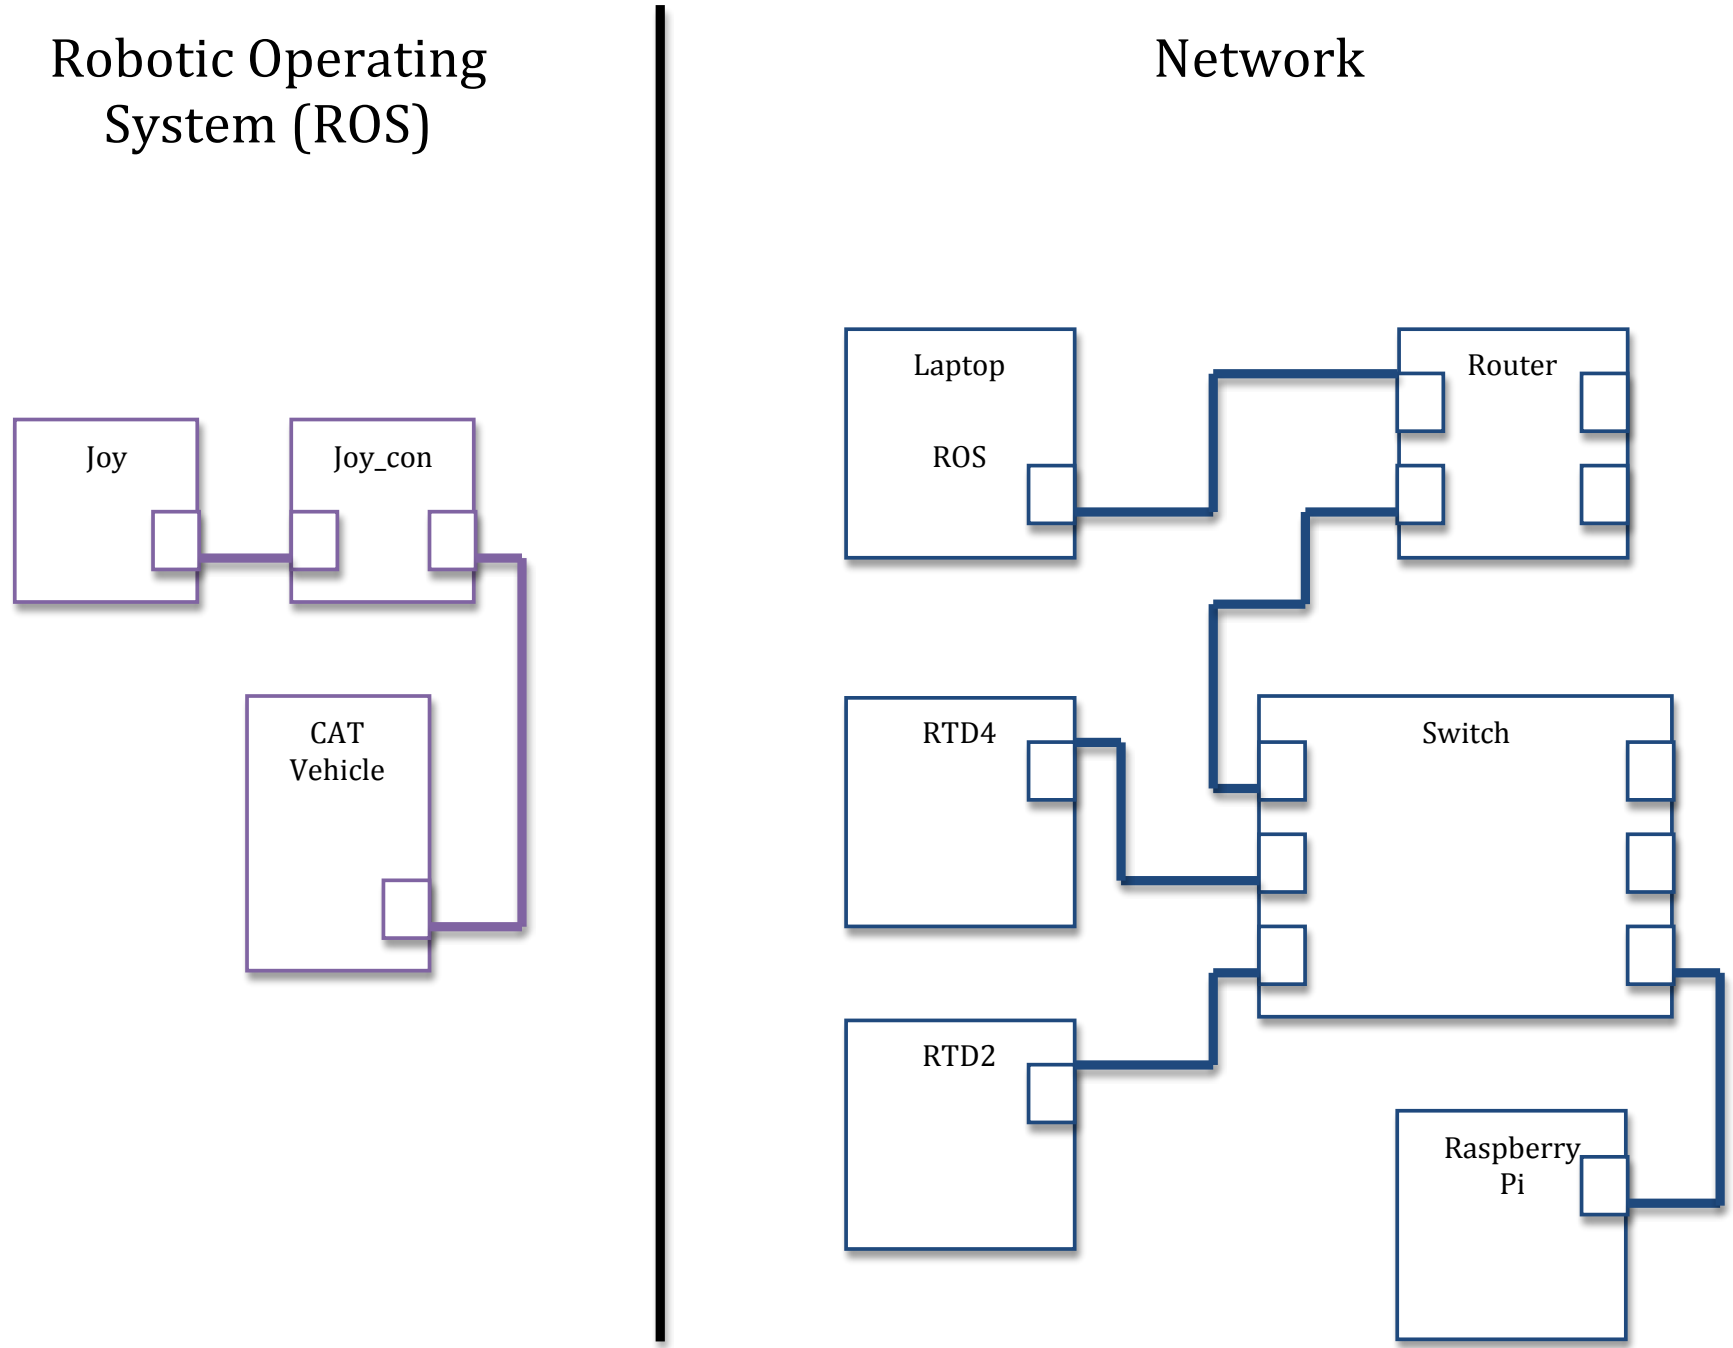 Robotic Operating
System (ROS)
Network
Joy
Joy_con
CAT
Vehicle
Laptop
ROS
Router
RTD4
Switch
RTD2
Raspberry
Pi